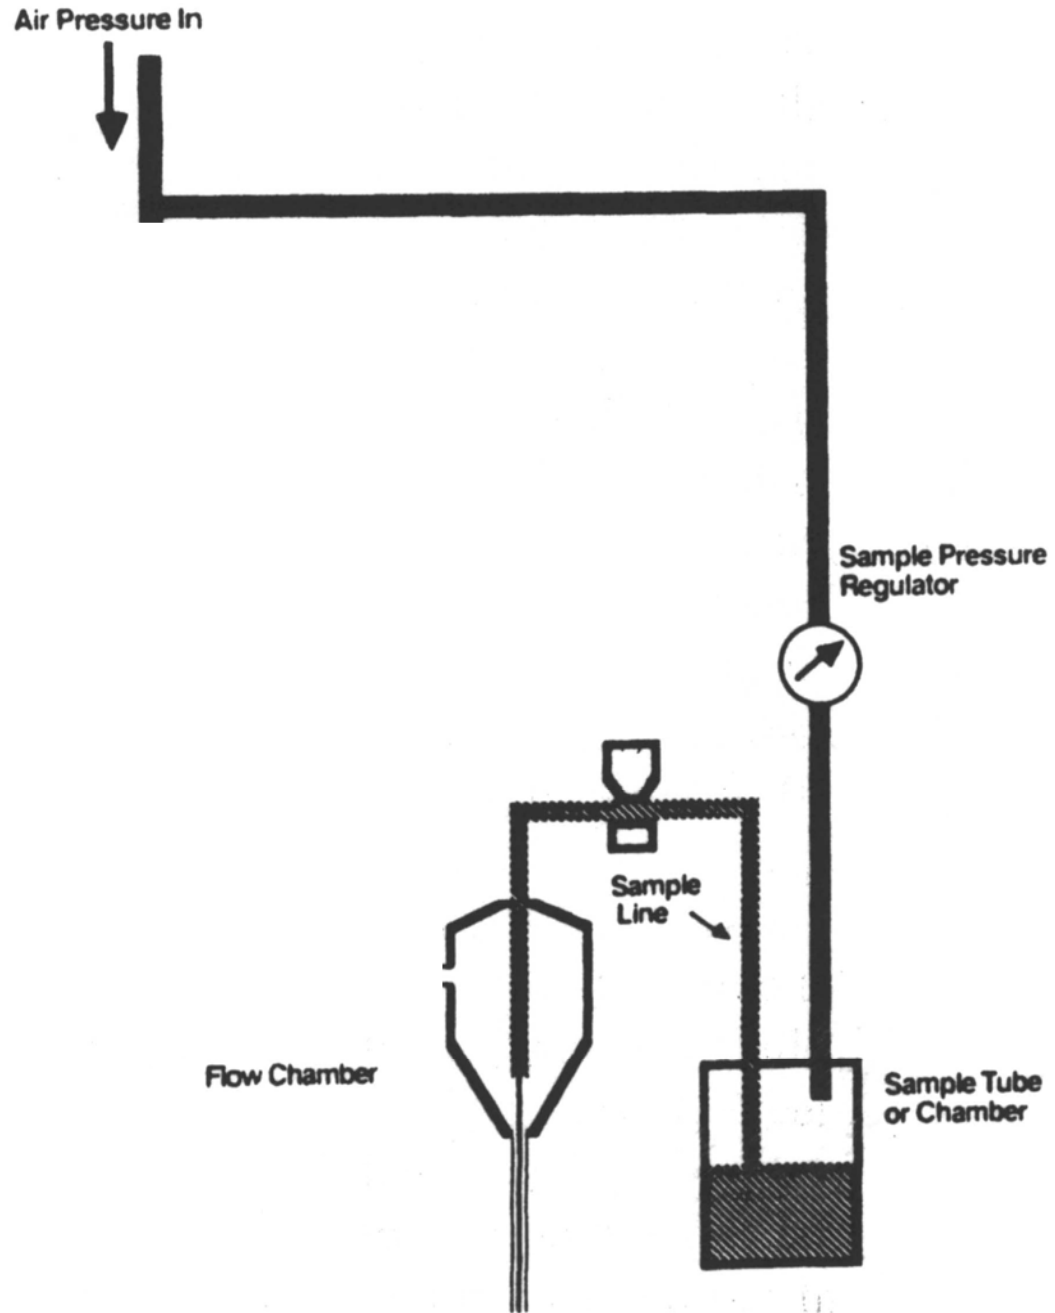 Air Pressure In
Sample Pressure
Regulator
Sample
Line
Flow Chamber
Sample Tube
or Chamber